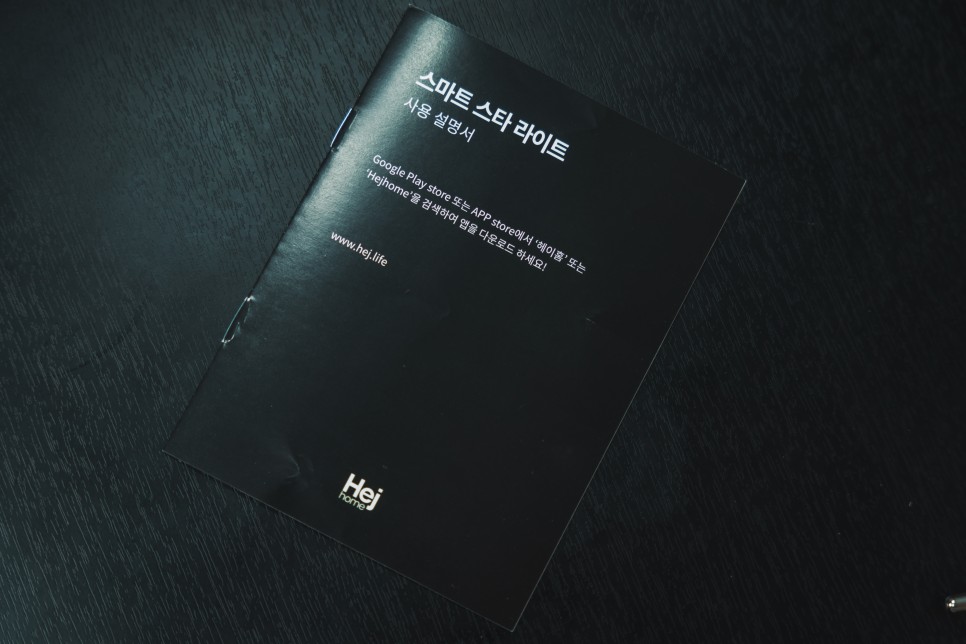 스마트 스타 라이트
사용 설명서
Google Play store 또는 APP store에서 '헤이홈' 또는
'Hejhome'을 검색하여 앱을 다운로드 하세요!
www.hej.life
Hej
home